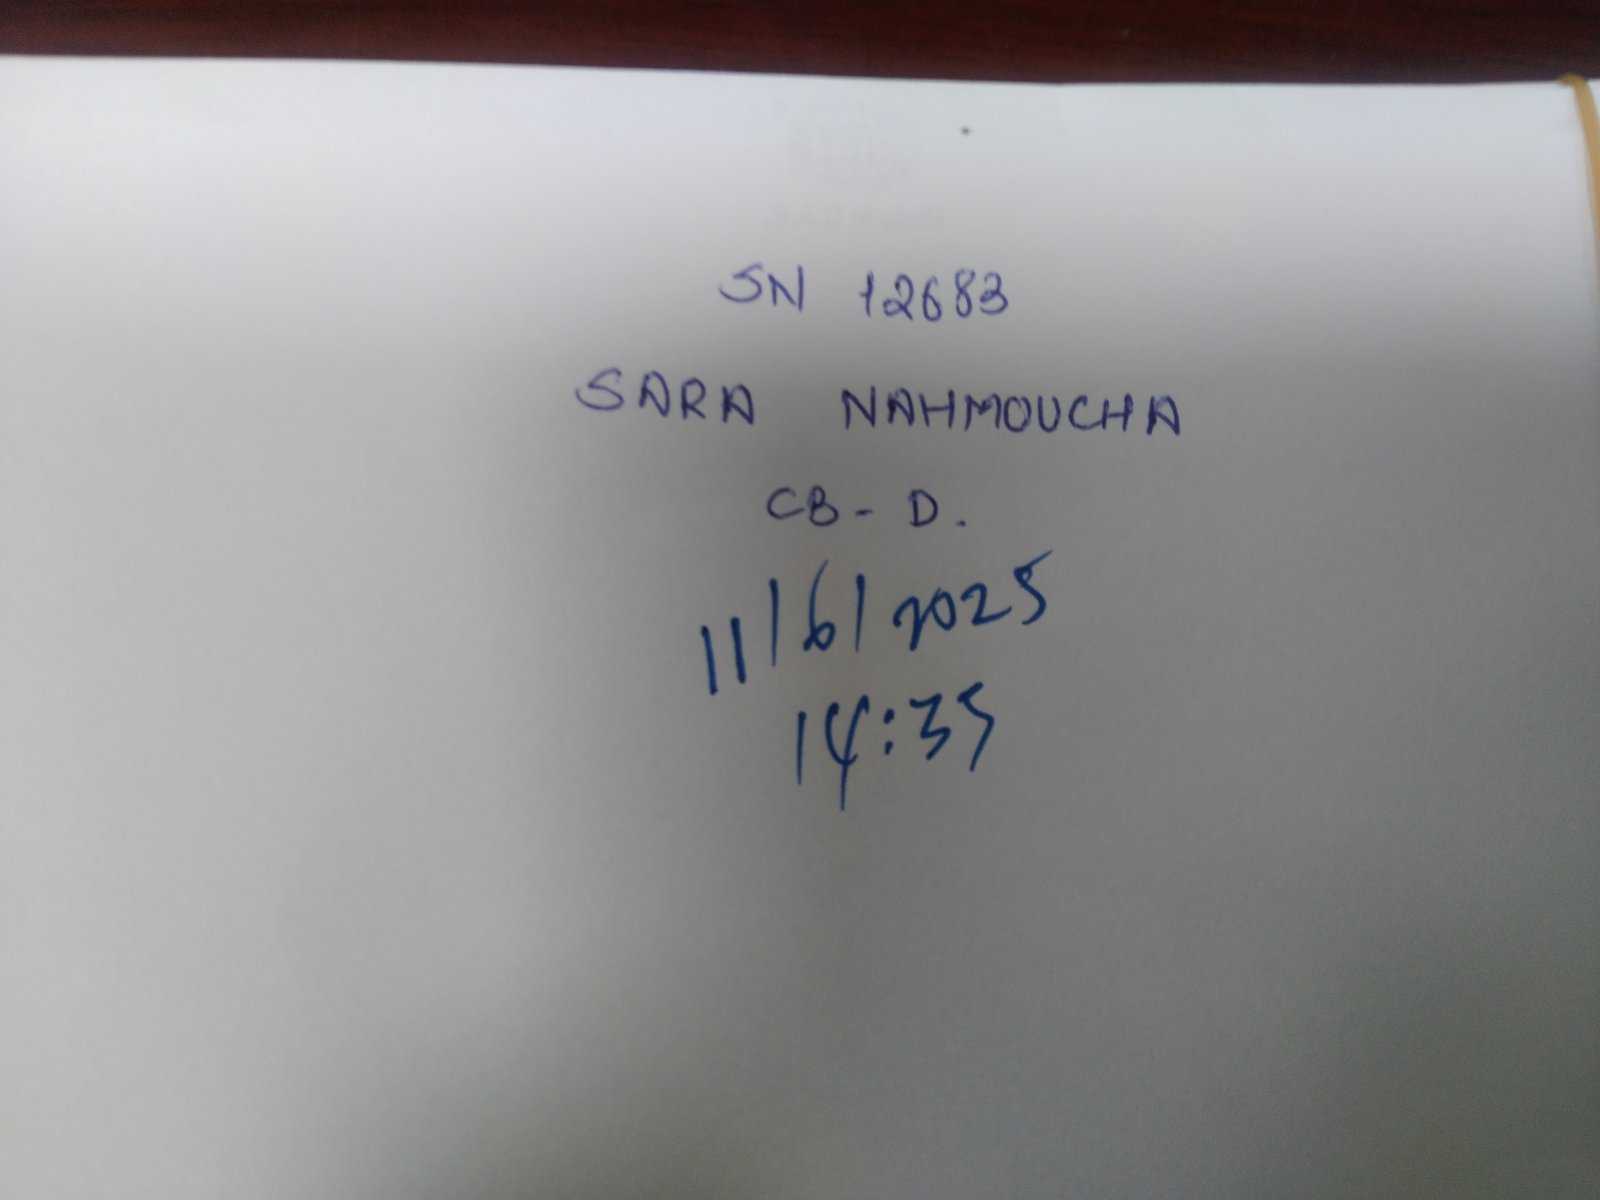 SN 12683
SARA NAHMOUCHA
CB - D.
11/6/2025
14:35